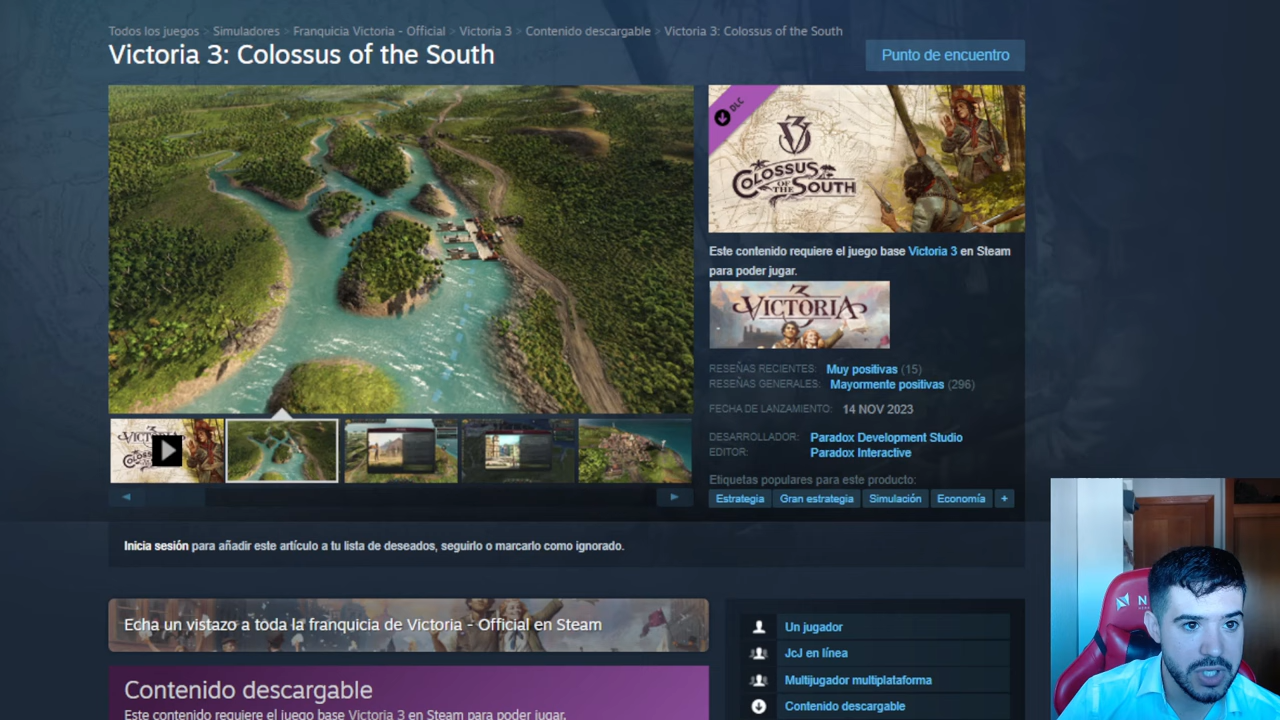 Todos los juegos > Simuladores > Franquicia Victoria - Official > Victoria 3 > Contenido descargable > Victoria 3: Colossus of the South
Victoria 3: Colossus of the South
Punto de encuentro
DLC
V3
COLOSSUS
OF THE
SOUTH
Este contenido requiere el juego base Victoria 3 en Steam
para poder jugar.
3
VICTORIA
RESEÑAS RECIENTES: Muy positivas (15)
RESEÑAS GENERALES: Mayormente positivas (296)
FECHA DE LANZAMIENTO: 14 NOV 2023
DESARROLLADOR: Paradox Development Studio
EDITOR: Paradox Interactive
Etiquetas populares para este producto:
Estrategia Gran estrategia Simulación Economía +
Inicia sesión para añadir este artículo a tu lista de deseados, seguirlo o marcarlo como ignorado.
Echa un vistazo a toda la franquicia de Victoria - Official en Steam
Contenido descargable
Este contenido requiere el juego base Victoria 3 en Steam para poder jugar.
Un jugador
JcJ en línea
Multijugador multiplataforma
Contenido descargable